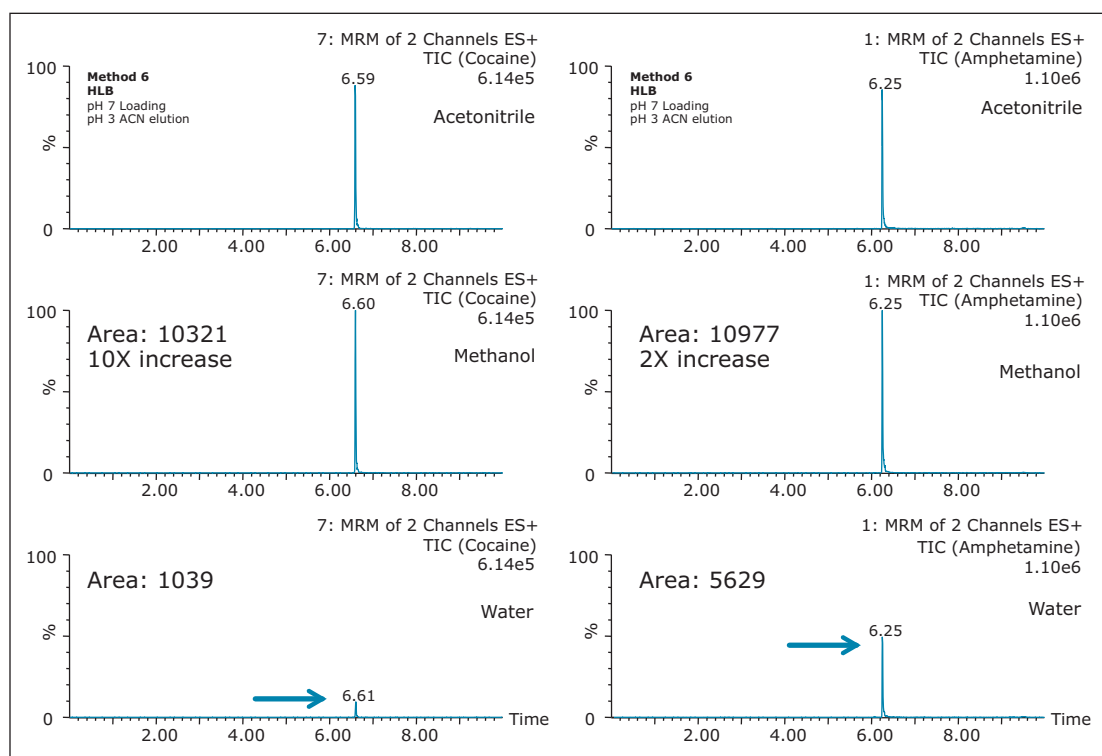 7: MRM of 2 Channels ES+
TIC (Cocaine)
6.14e5
Acetonitrile
Method 6
HLB
pH 7 Loading
pH 3 ACN elution
100
%
0
6.59
2.00 4.00 6.00 8.00
1: MRM of 2 Channels ES+
TIC (Amphetamine)
1.10e6
Acetonitrile
Method 6
HLB
pH 7 Loading
pH 3 ACN elution
100
%
0
6.25
2.00 4.00 6.00 8.00
7: MRM of 2 Channels ES+
TIC (Cocaine)
6.14e5
Methanol
Area: 10321
10X increase
100
%
0
6.60
2.00 4.00 6.00 8.00
1: MRM of 2 Channels ES+
TIC (Amphetamine)
1.10e6
Methanol
Area: 10977
2X increase
100
%
0
6.25
2.00 4.00 6.00 8.00
7: MRM of 2 Channels ES+
TIC (Cocaine)
6.14e5
Water
Area: 1039
100
%
0
6.61
Time
2.00 4.00 6.00 8.00
1: MRM of 2 Channels ES+
TIC (Amphetamine)
1.10e6
Water
Area: 5629
100
%
0
6.25
Time
2.00 4.00 6.00 8.00